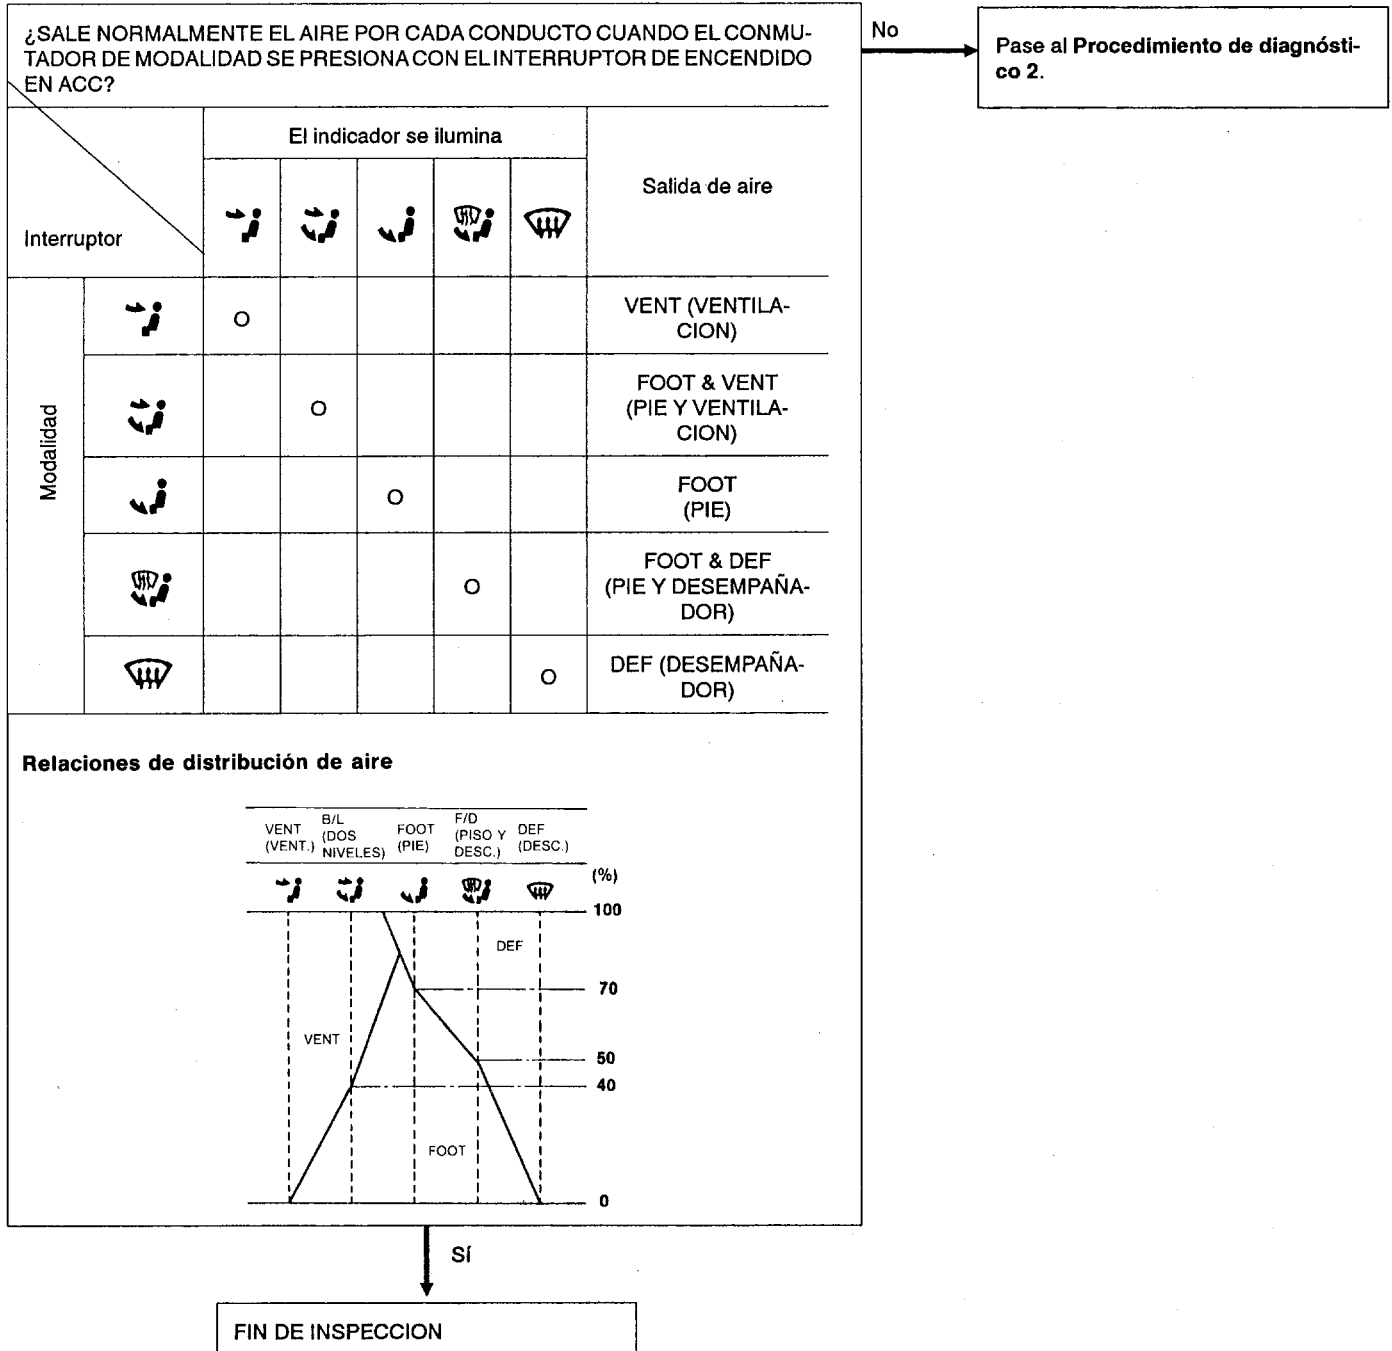 ¿SALE NORMALMENTE EL AIRE POR CADA CONDUCTO CUANDO EL CONMU-
TADOR DE MODALIDAD SE PRESIONA CON EL INTERRUPTOR DE ENCENDIDO
EN ACC?
No
Pase al Procedimiento de diagnósti-
co 2.
El indicador se ilumina
Salida de aire
Interruptor
Modalidad
O
VENT (VENTILA-
CION)
O
FOOT & VENT
(PIE Y VENTILA-
CION)
O
FOOT
(PIE)
O
FOOT & DEF
(PIE Y DESEMPAÑA-
DOR)
O
DEF (DESEMPAÑA-
DOR)
Relaciones de distribución de aire
VENT
(VENT.)
B/L
(DOS
NIVELES)
FOOT
(PIE)
F/D
(PISO Y
DESC.)
DEF
(DESC.)
(%)
100
DEF
70
VENT
50
40
FOOT
0
Sí
FIN DE INSPECCION